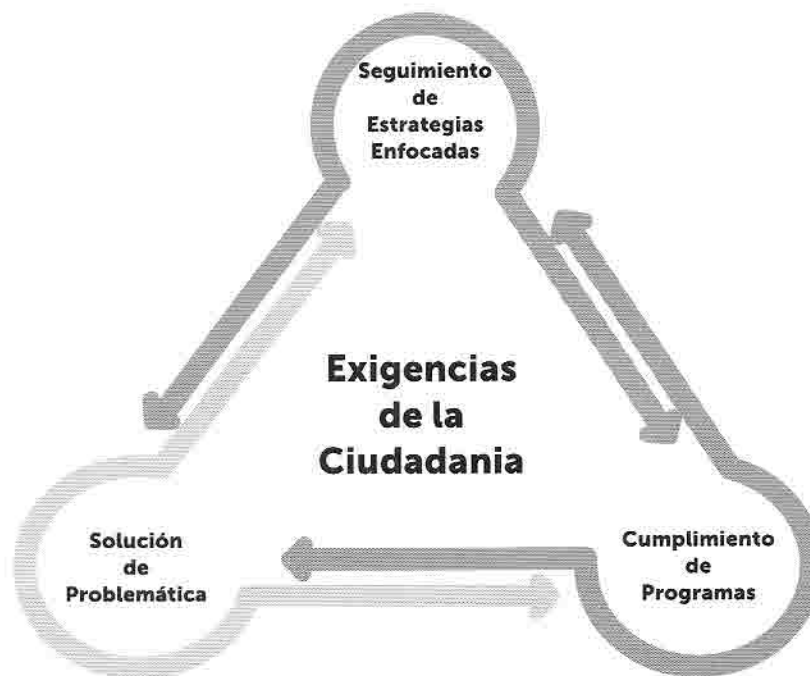 Seguimiento
de
Estrategias
Enfocadas
Exigencias
de la
Ciudadania
Solución
de
Problemática
Cumplimiento
de
Programas